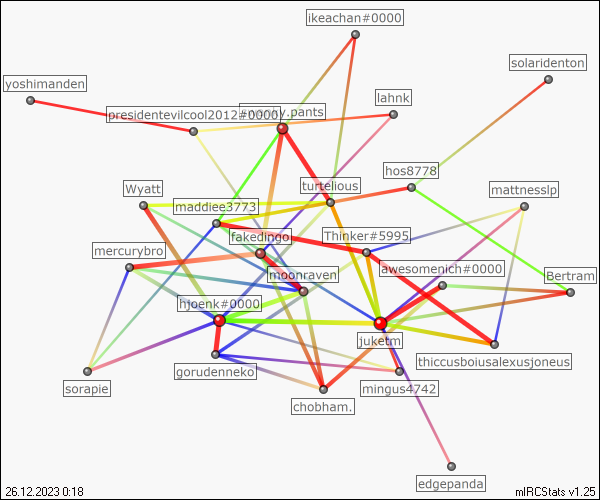 ikeachan#0000
solaridenton
yoshimanden
lahnk
presidentevilcool2012#0000
.pants
hos8778
turtelious
Wyatt
mattnesslp
maddiee3773
fakedingo
Thinker#5995
mercurybro
moonraven
awesomerich#0000
Bertram
hjoenk#0000
juketm
thiccusboiusalexusjoneus
gorudenneko
sorapie
mingus4742
chobham.
edgepanda
26.12.2023 0:18
mIRCStats v1.25